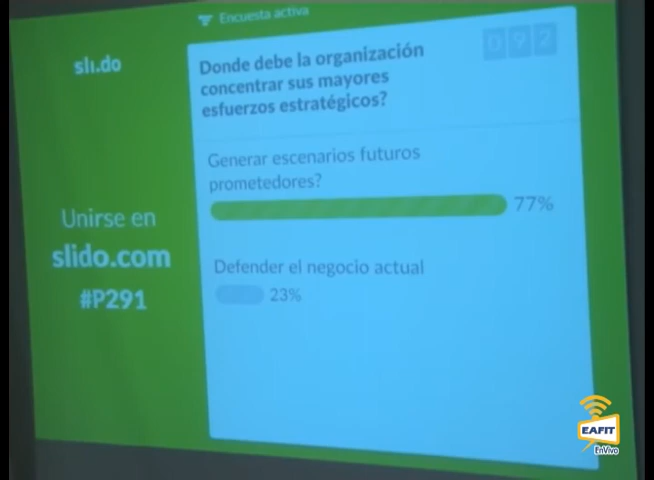 Encuesta activa
sli.do
092
Donde debe la organización
concentrar sus mayores
esfuerzos estratégicos?
Generar escenarios futuros
prometedores?
77%
Unirse en
slido.com
#P291
Defender el negocio actual
23%
EAFIT
EnVivo